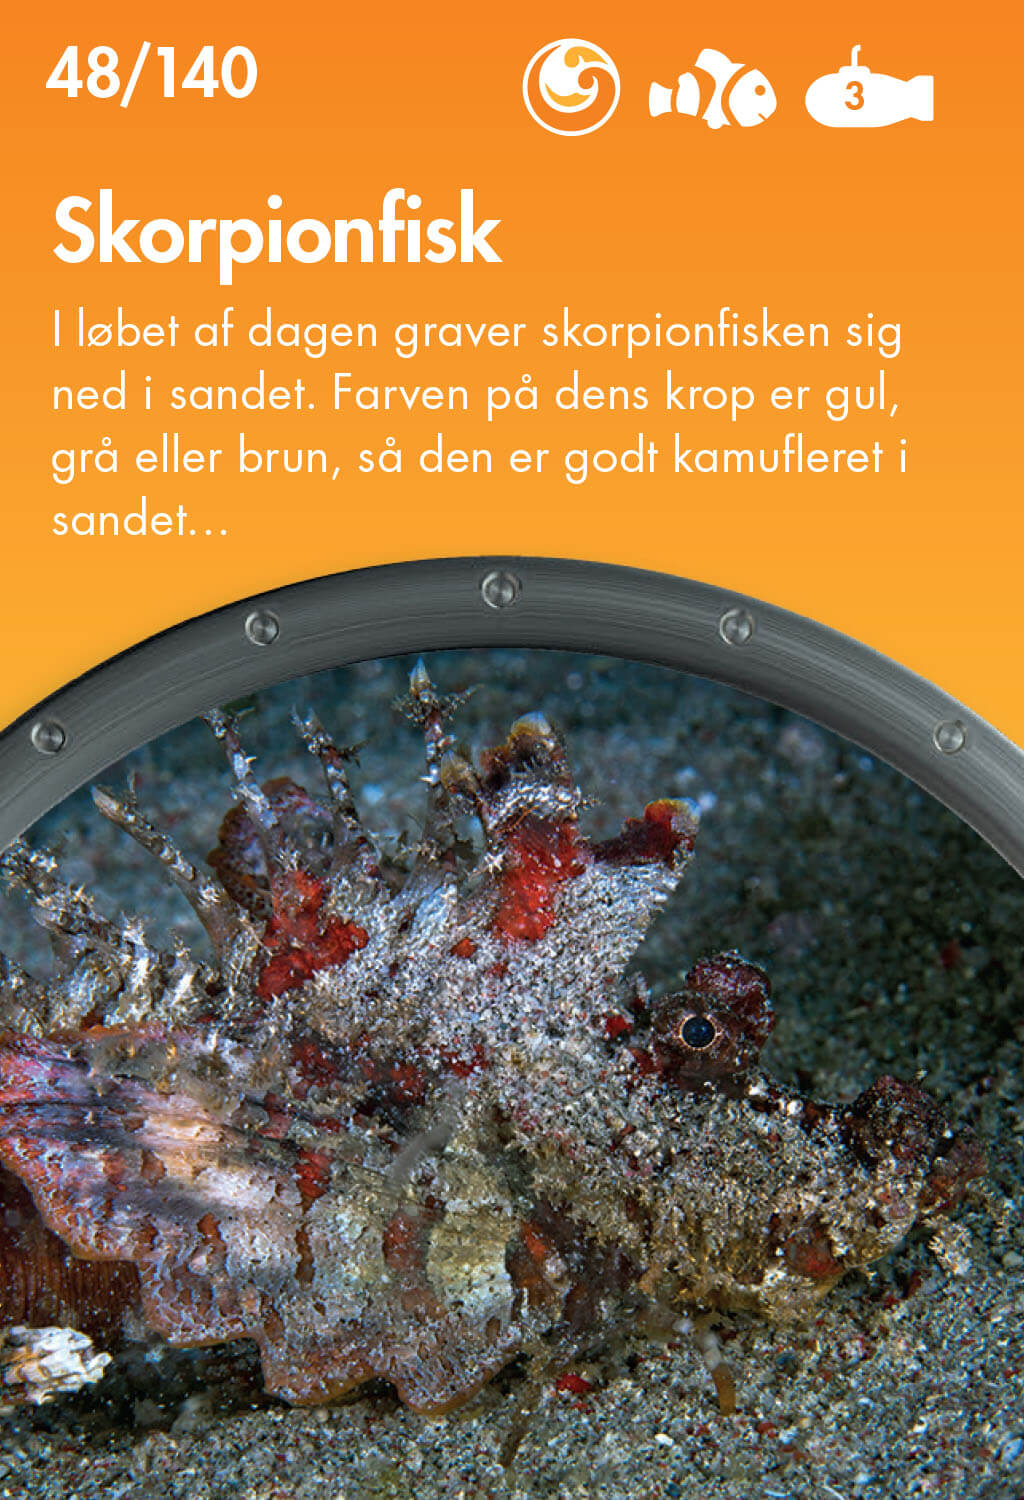 48/140
3
Skorpionfisk
I løbet af dagen graver skorpionfisken sig
ned i sandet. Farven på dens krop er gul,
grå eller brun, så den er godt kamufleret i
sandet...